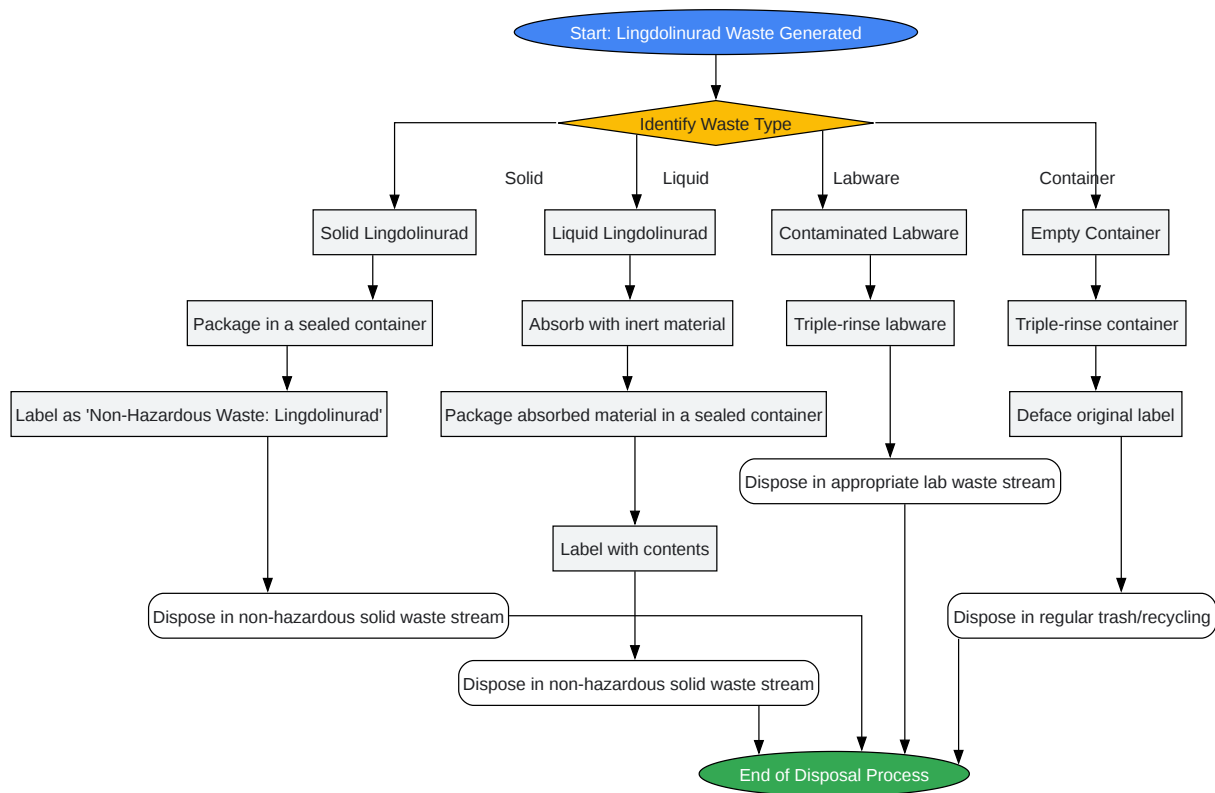 Start: Lingdolinurad Waste Generated
Identify Waste Type
Solid
Liquid
Labware
Container
Solid Lingdolinurad
Liquid Lingdolinurad
Contaminated Labware
Empty Container
Package in a sealed container
Absorb with inert material
Triple-rinse labware
Triple-rinse container
Label as 'Non-Hazardous Waste: Lingdolinurad'
Package absorbed material in a sealed container
Deface original label
Dispose in appropriate lab waste stream
Label with contents
Dispose in non-hazardous solid waste stream
Dispose in regular trash/recycling
Dispose in non-hazardous solid waste stream
End of Disposal Process